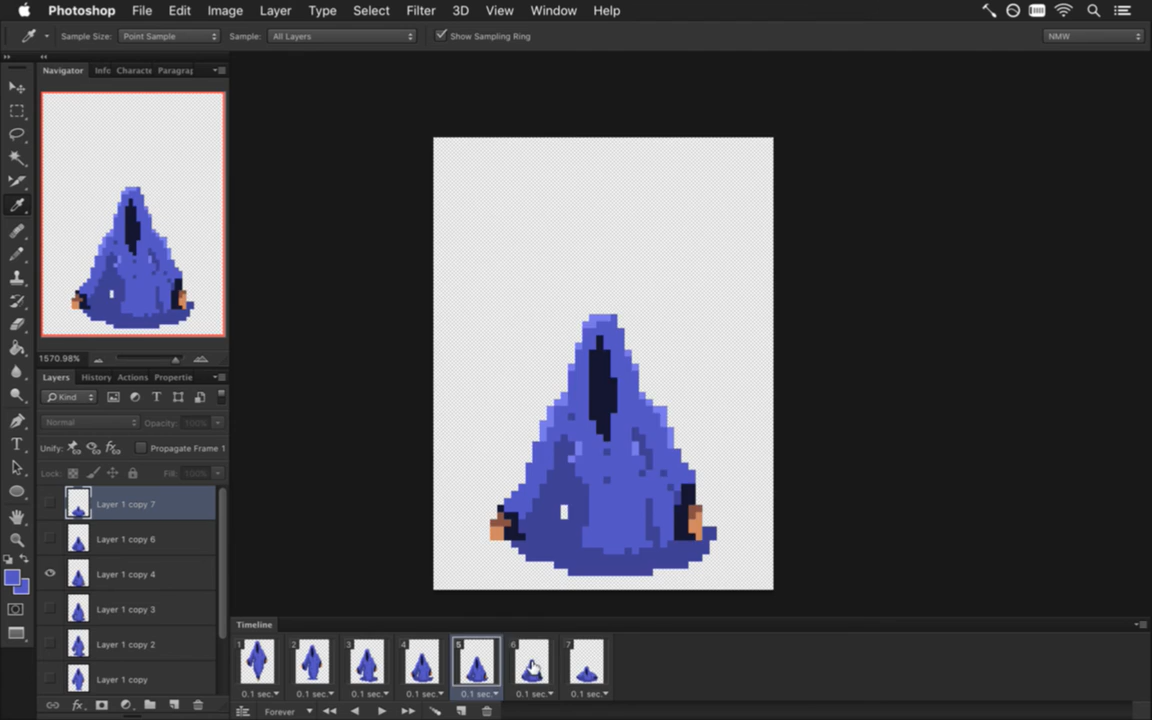 Photoshop File Edit Image Layer Type Select Filter 3D View Window Help
Sample Size: Point Sample Sample: All Layers Show Sampling Ring NMW
Navigator Info Characte Paragrap
1570.98%
Layers History Actions Propertie
Kind
Normal Opacity: 100%
Unify: Propagate Frame 1
Lock: Fill: 100%
Layer 1 copy 7
Layer 1 copy 6
Layer 1 copy 4
Layer 1 copy 3
Layer 1 copy 2
Layer 1 copy
Timeline
1 2 3 4 5 6 7
0.1 sec. 0.1 sec. 0.1 sec. 0.1 sec. 0.1 sec. 0.1 sec. 0.1 sec.
Forever